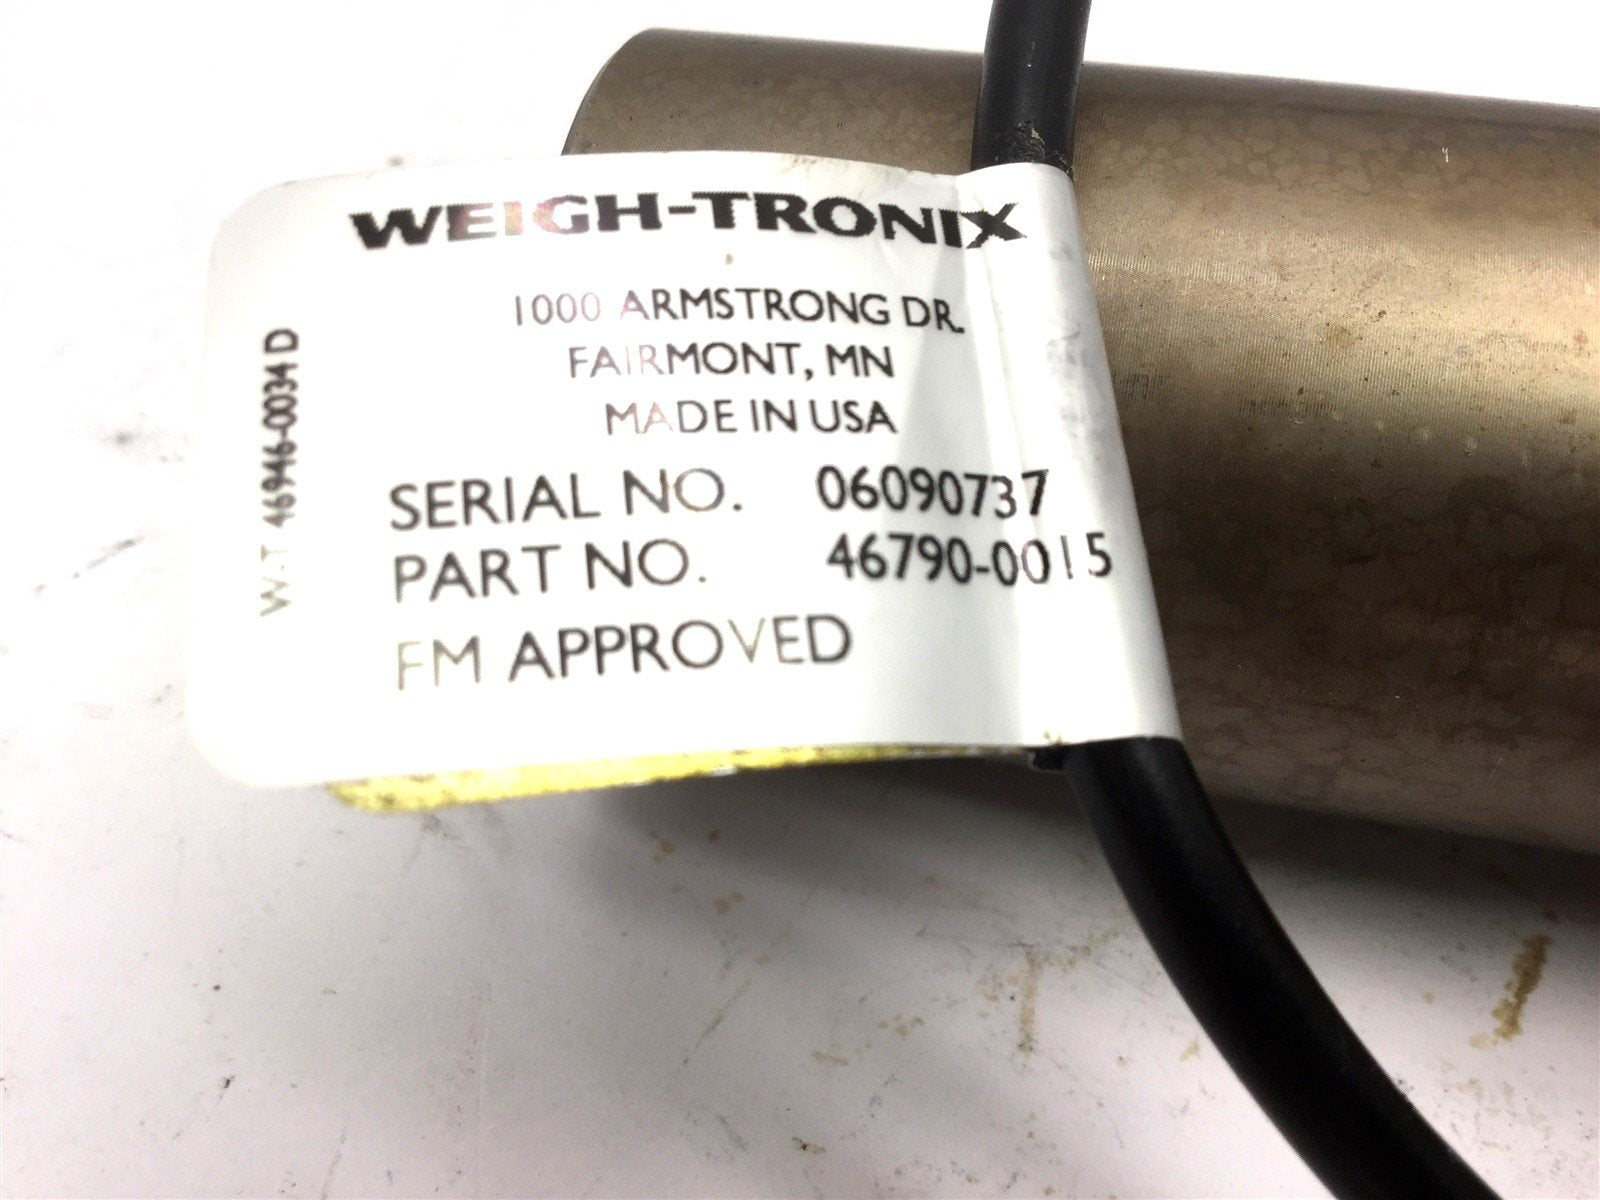 WEIGH-TRONIX
1000 ARMSTRONG DR.
FAIRMONT, MN
MADE IN USA
SERIAL NO. 06090737
PART NO. 46790-0015
FM APPROVED
W.T 46946-0034 D